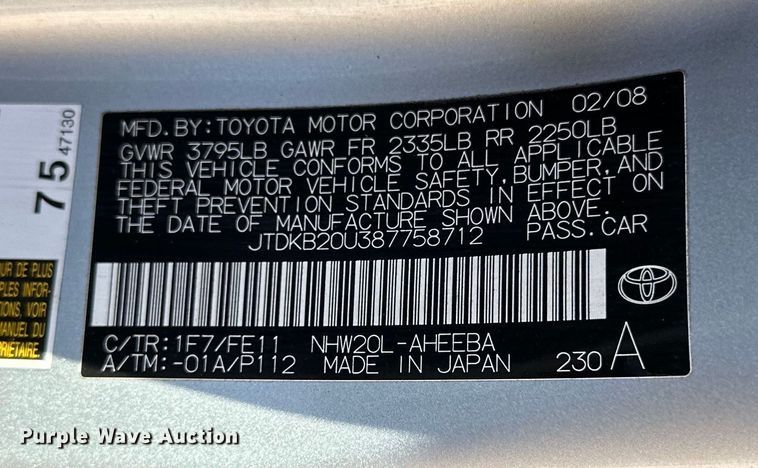 75
47130
MFD.BY:TOYOTA MOTOR CORPORATION 02/08
GVWR 3795LB GAWR FR 2335LB RR 2250LB
THIS VEHICLE CONFORMS TO ALL APPLICABLE
FEDERAL MOTOR VEHICLE SAFETY,BUMPER,AND
THEFT PREVENTION STANDARDS IN EFFECT ON
THE DATE OF MANUFACTURE SHOWN ABOVE.
JTDKB20U387758712 PASS.CAR
C/TR:1F7/FE11 NHW20L-AHEEBA
A/TM:-01A/P112 MADE IN JAPAN 230 A
UR DE PLUS
PLES INFOR-
TIONS, VOIR
MANUEL DU
PRIÉTAIRE.
Purple Wave Auction